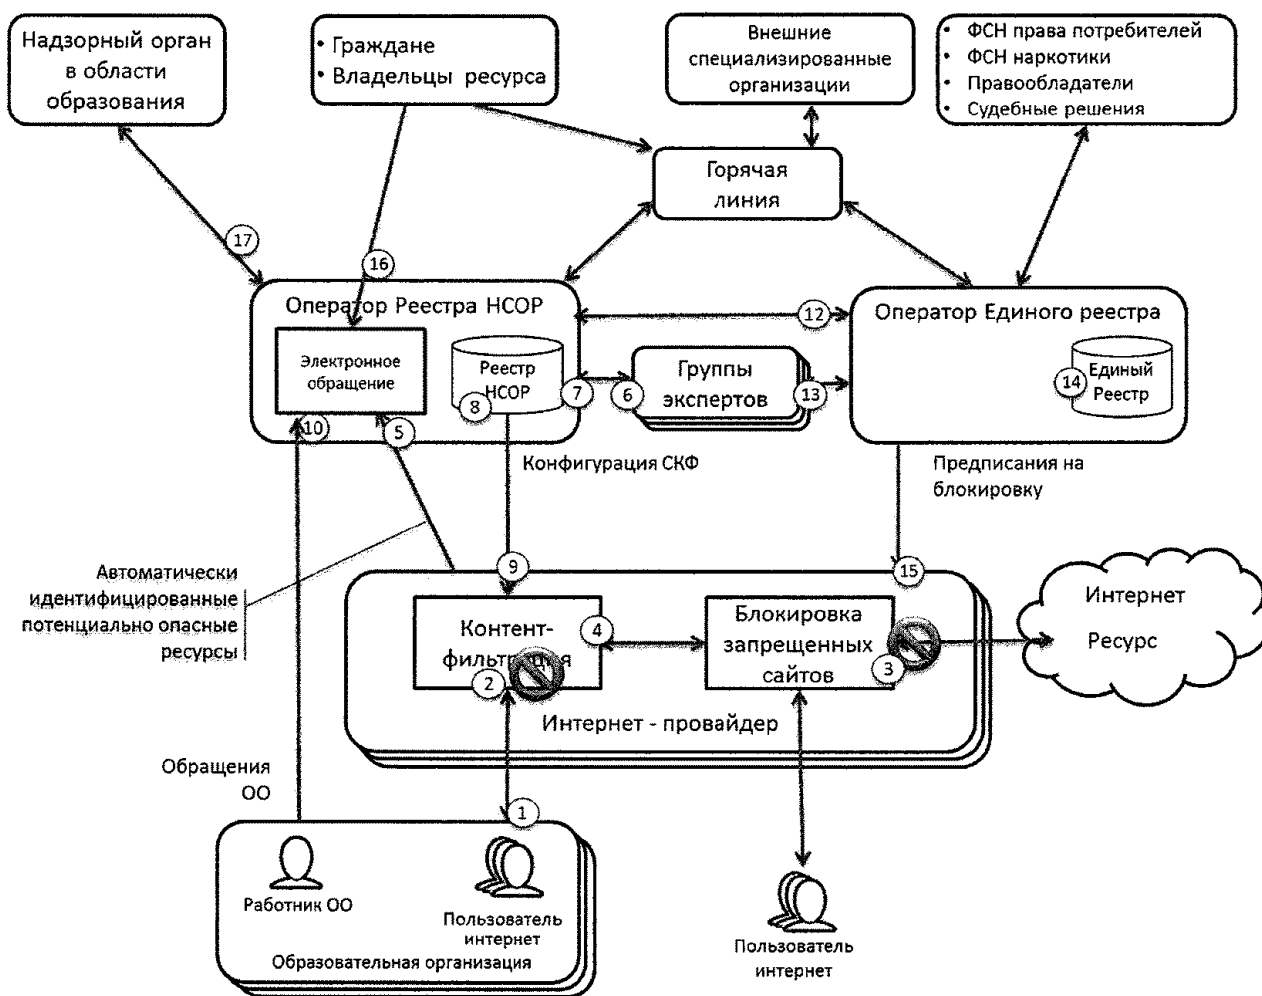 Надзорный орган
в области
образования
• Граждане
• Владельцы ресурса
Внешние
специализированные
организации
• ФСН права потребителей
• ФСН наркотики
• Правообладатели
• Судебные решения
Горячая
линия
17
16
Оператор Реестра НСОР
12
Оператор Единого реестра
Электронное
обращение
Реестр
НСОР
8
7
6
Группы
экспертов
13
14
Единый
Реестр
10
5
Конфигурация СКФ
Предписания на
блокировку
Автоматически
идентифицированные
потенциально опасные
ресурсы
9
15
Контент-
фильтрация
4
2
Блокировка
запрещенных
сайтов
3
Интернет
Ресурс
Интернет - провайдер
Обращения
ОО
1
Работник ОО
Пользователь
интернет
Образовательная организация
Пользователь
интернет